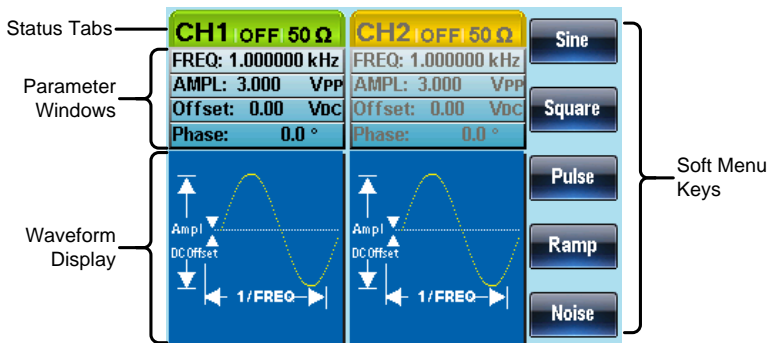 Status Tabs
CH1 OFF 50 Ω CH2 OFF 50 Ω
Sine
Parameter
Windows
FREQ: 1.000000 kHz FREQ: 1.000000 kHz
AMPL: 3.000 VPP AMPL: 3.000 VPP
Offset: 0.00 VDC Offset: 0.00 VDC
Phase: 0.0 ° Phase: 0.0 °
Square
Pulse
Soft Menu
Keys
Waveform
Display
Ampl
DC Offset
1/FREQ
Ampl
DC Offset
1/FREQ
Ramp
Noise